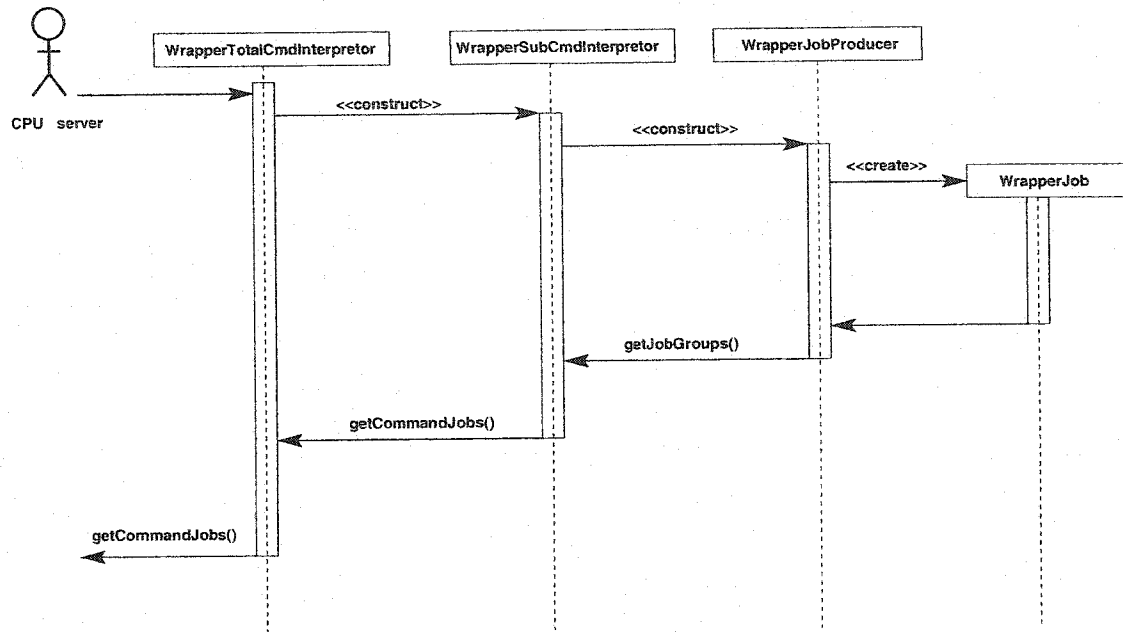 WrapperTotalCmdInterpretor
WrapperSubCmdInterpretor
WrapperJobProducer
CPU server
<<construct>>
<<construct>>
<<create>>
WrapperJob
getJobGroups()
getCommandJobs()
getCommandJobs()